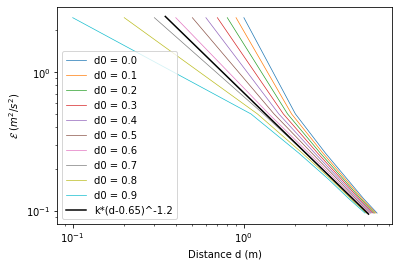 ℰ (m²/s²)
10⁰
10⁻¹
d0 = 0.0
d0 = 0.1
d0 = 0.2
d0 = 0.3
d0 = 0.4
d0 = 0.5
d0 = 0.6
d0 = 0.7
d0 = 0.8
d0 = 0.9
k*(d-0.65)^-1.2
10⁻¹ 10⁰
Distance d (m)